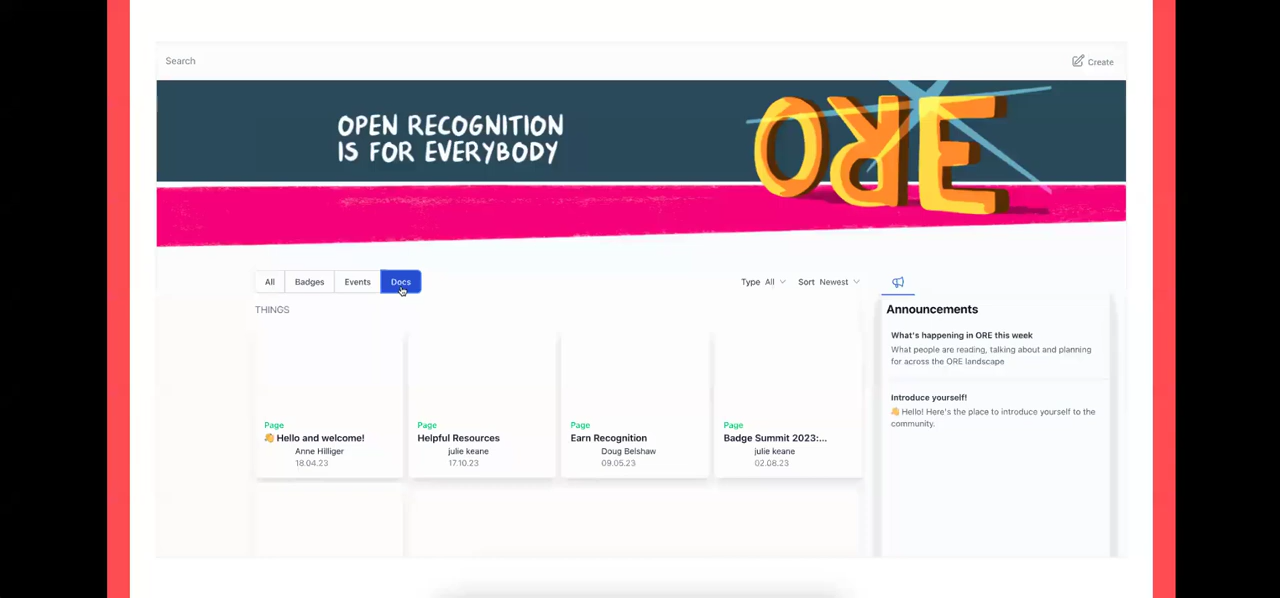 Search
Create
OPEN RECOGNITION
IS FOR EVERYBODY
ORE
All
Badges
Events
Docs
Type All
Sort Newest
THINGS
Announcements
What's happening in ORE this week
What people are reading, talking about and planning
for across the ORE landscape
Introduce yourself!
👋 Hello! Here's the place to introduce yourself to the
community.
Page
👋 Hello and welcome!
Anne Hilliger
18.04.23
Page
Helpful Resources
julie keane
17.10.23
Page
Earn Recognition
Doug Belshaw
09.05.23
Page
Badge Summit 2023:...
julie keane
02.08.23